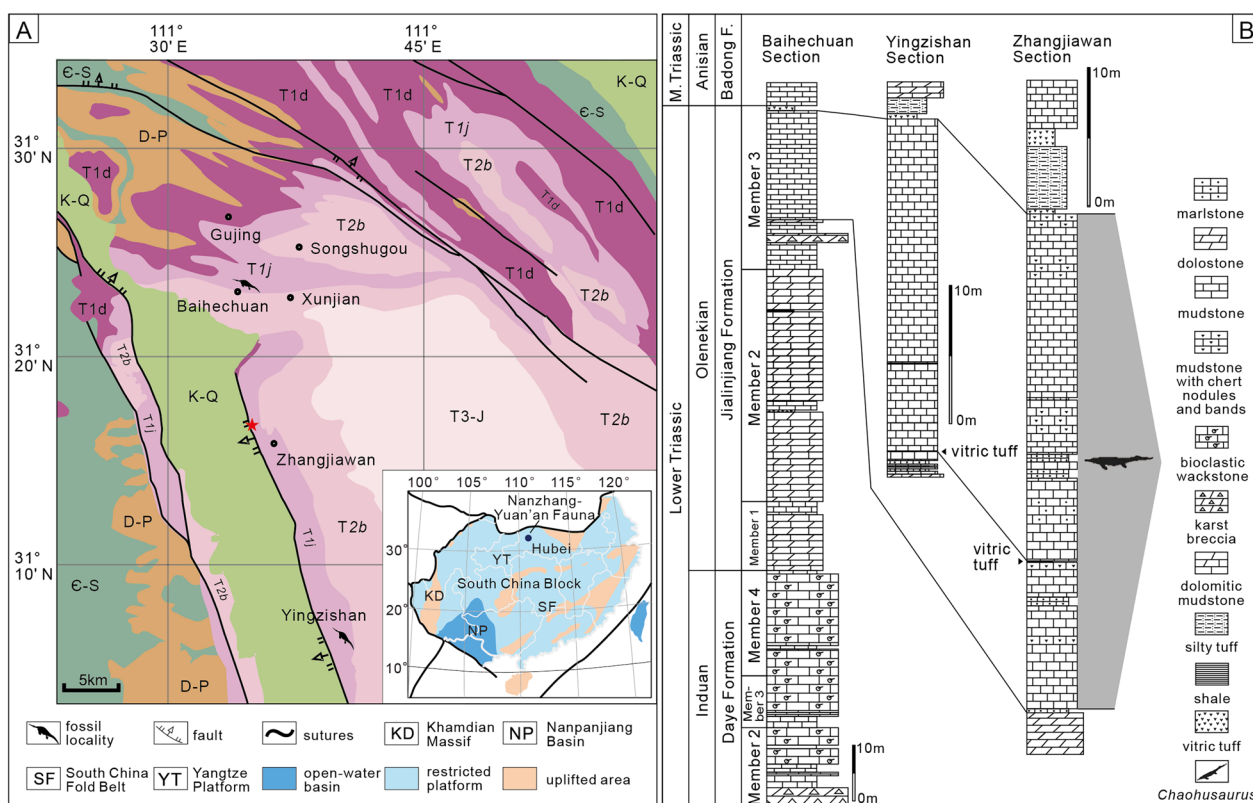 A
111°
30' E
111°
45' E
31°
30' N
31°
20' N
31°
10' N
Є-S
D-P
T1d
K-Q
T1d
T1d
T1j
T2b
Є-S
K-Q
T1d
T1d
Gujing
T2b
Songshugou
T1j
Baihechuan
Xunjian
T1d
T2b
T1d
T2b
K-Q
T3-J
T2b
T1j
Zhangjiawan
D-P
T2b
T1j
Є-S
T2b
Yingzishan
D-P
5km
100°
110°
120°
Nanzhang-
Yuan'an Fauna
30°
Hubei
YT
South China Block
KD
SF
20°
NP
10°
fossil
locality
fault
sutures
KD
Khamdian
Massif
NP
Nanpanjiang
Basin
SF
South China
Fold Belt
YT
Yangtze
Platform
open-water
basin
restricted
platform
uplifted area
B
M. Triassic
Anisian
Badong F.
Lower Triassic
Olenekian
Jialinjiang Formation
Member 3
Member 2
Member 1
Induan
Daye Formation
Member 4
Mem-
ber 3
Member 2
Baihechuan
Section
Yingzishan
Section
Zhangjiawan
Section
10m
0m
10m
0m
10m
0m
vitric tuff
vitric
tuff
marlstone
dolostone
mudstone
mudstone
with chert
nodules
and bands
bioclastic
wackstone
karst
breccia
dolomitic
mudstone
silty tuff
shale
vitric tuff
Chaohusaurus